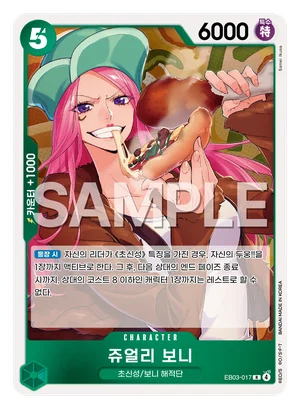 5
6000
특수
特
SAMPLE
카운터 +1000
등장 시 자신의 리더가 《초신성》 특징을 가진 경우, 자신의 두웅!!을
1장까지 액티브로 한다. 그 후, 다음 상대의 엔드 페이즈 종료
시까지, 상대의 코스트 8 이하인 캐릭터 1장까지는 레스트로 할 수
없다.
CHARACTER
쥬얼리 보니
초신성/보니 해적단
EB03-017 R
BANDAI MADE IN KOREA